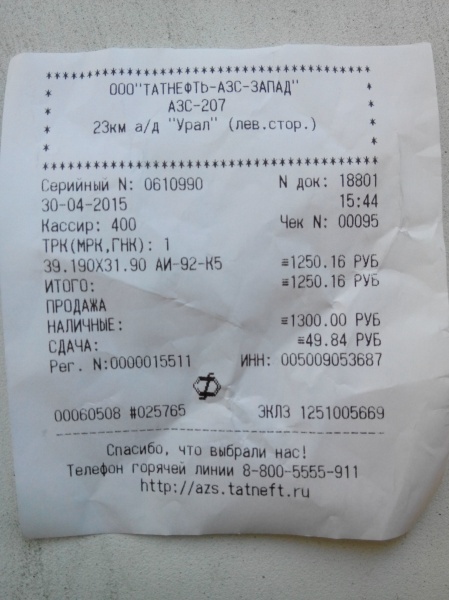 ************************************
* ООО"ТАТНЕФТЬ-АЗС-ЗАПАД" *
* АЗС-207 *
* 23км а/д "Урал" (лев.стор.) *
* *
************************************
Серийный N: 0610990 N док: 18801
30-04-2015 15:44
Кассир: 400 Чек N: 00095
ТРК(МРК,ГНК): 1
39.190X31.90 АИ-92-К5 ≡1250.16 РУБ
ИТОГО: ≡1250.16 РУБ
ПРОДАЖА
НАЛИЧНЫЕ: ≡1300.00 РУБ
СДАЧА: ≡49.84 РУБ
Рег. N:0000015511 ИНН: 005009053687
00060508 #025765 ЭКЛЗ 1251005669
Спасибо, что выбрали нас!
Телефон горячей линии 8-800-5555-911
http://azs.tatneft.ru